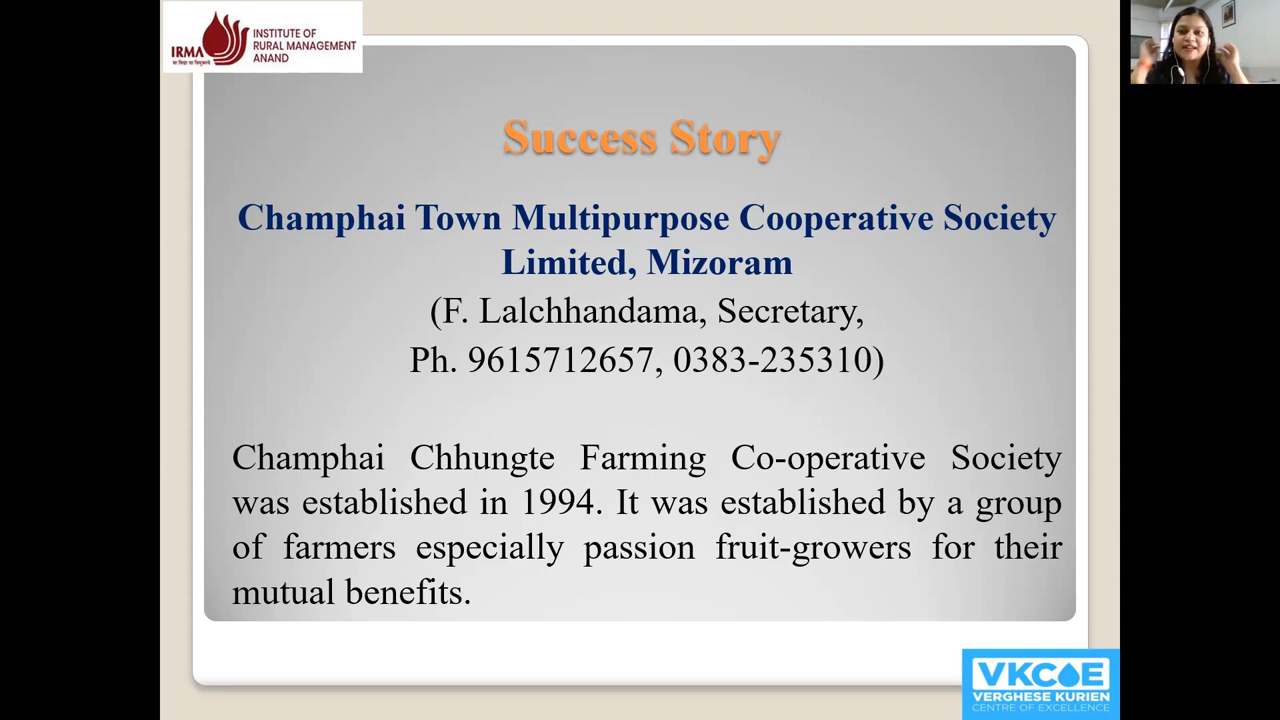 IRMA
INSTITUTE OF
RURAL MANAGEMENT
ANAND
Success Story
Champhai Town Multipurpose Cooperative Society
Limited, Mizoram
(F. Lalchhandama, Secretary,
Ph. 9615712657, 0383-235310)
Champhai Chhungte Farming Co-operative Society
was established in 1994. It was established by a group
of farmers especially passion fruit-growers for their
mutual benefits.
VKCOE
VERGHESE KURIEN
CENTRE OF EXCELLENCE